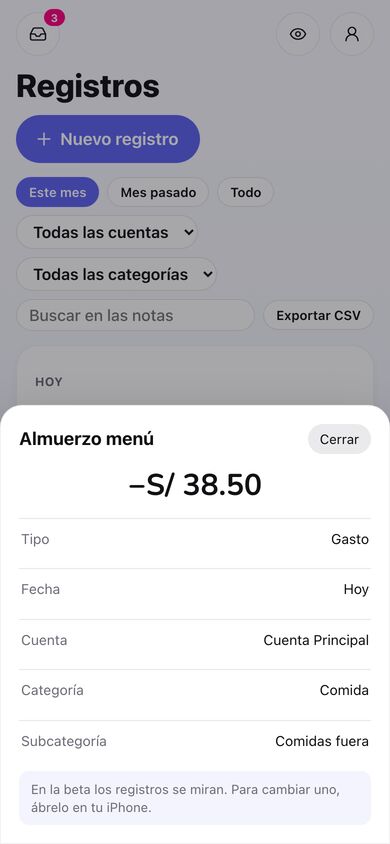 3
Registros
+ Nuevo registro
Este mes
Mes pasado
Todo
Todas las cuentas
Todas las categorías
Buscar en las notas
Exportar CSV
HOY
Almuerzo menú
Cerrar
–S/ 38.50
Tipo
Gasto
Fecha
Hoy
Cuenta
Cuenta Principal
Categoría
Comida
Subcategoría
Comidas fuera
En la beta los registros se miran. Para cambiar uno,
ábrelo en tu iPhone.